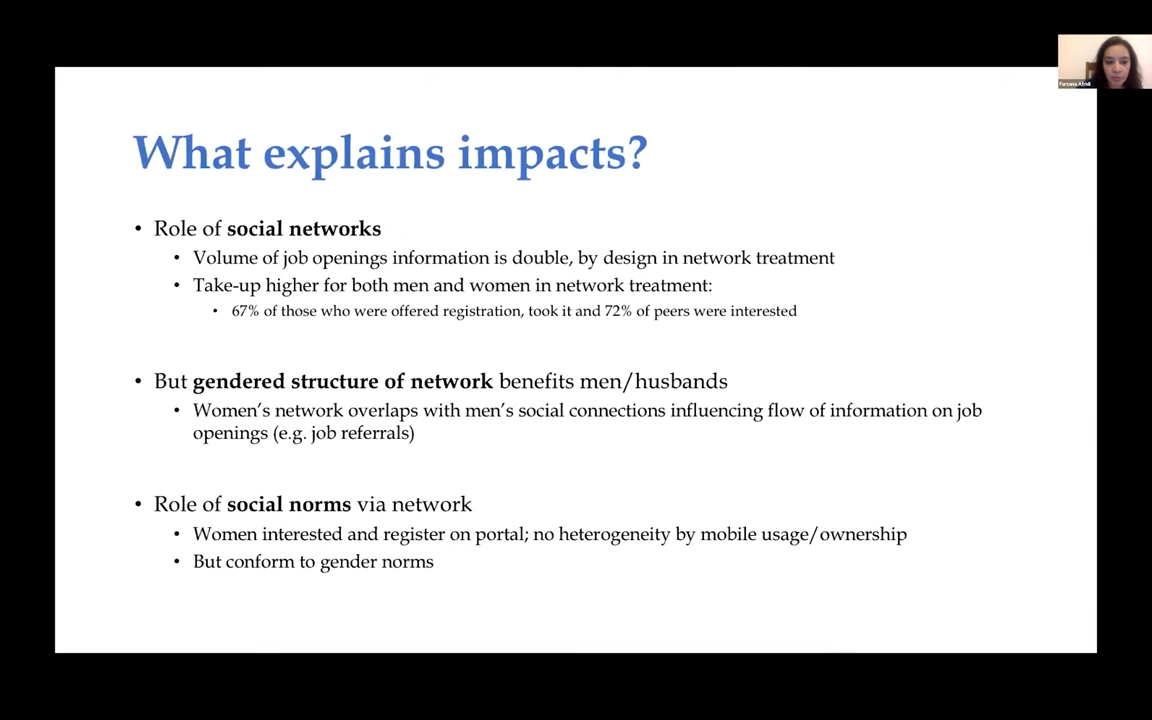 Farzana Afridi
What explains impacts?
• Role of social networks
• Volume of job openings information is double, by design in network treatment
• Take-up higher for both men and women in network treatment:
• 67% of those who were offered registration, took it and 72% of peers were interested
• But gendered structure of network benefits men/husbands
• Women’s network overlaps with men’s social connections influencing flow of information on job
openings (e.g. job referrals)
• Role of social norms via network
• Women interested and register on portal; no heterogeneity by mobile usage/ownership
• But conform to gender norms